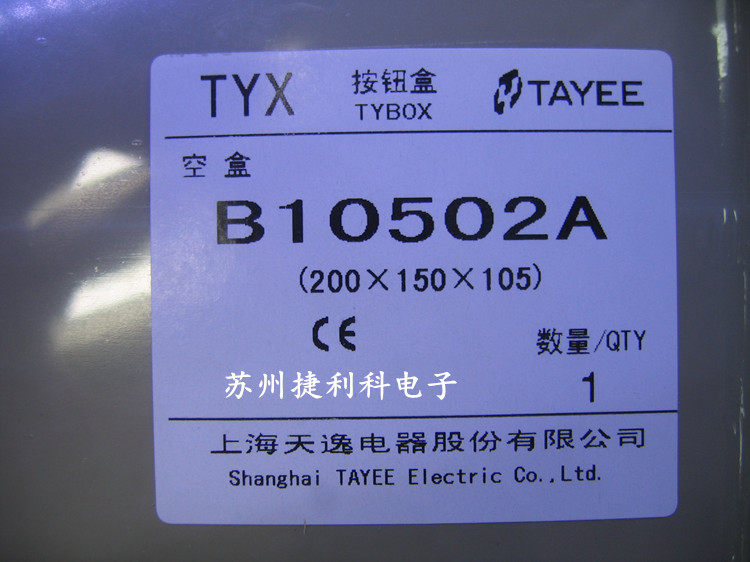 TYX 按钮盒 TAYEE
TYBOX
空盒
B10502A
(200×150×105)
CE 数量/QTY
苏州捷利科电子 1
上海天逸电器股份有限公司
Shanghai TAYEE Electric Co.,Ltd.